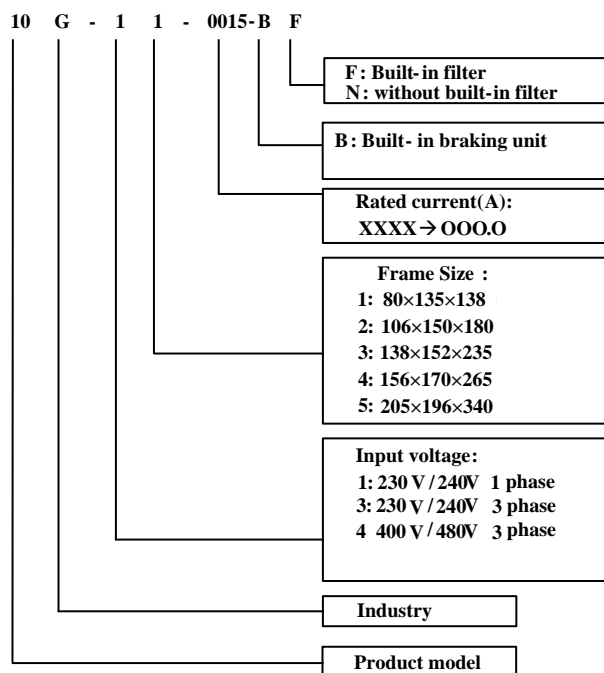 10 G - 1 1 - 0015-B F
F: Built-in filter
N: without built-in filter
B: Built- in braking unit
Rated current(A):
XXXX→OOO.O
Frame Size :
1: 80×135×138
2: 106×150×180
3: 138×152×235
4: 156×170×265
5: 205×196×340
Input voltage:
1: 230 V/240V 1 phase
3: 230 V/240V 3 phase
4 400 V/480V 3 phase
Industry
Product model